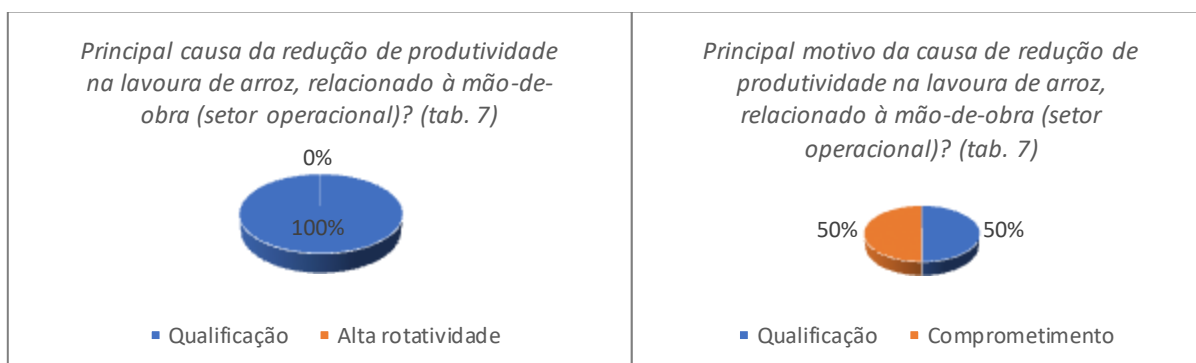 Principal causa da redução de produtividade
na lavoura de arroz, relacionado à mão-de-
obra (setor operacional)? (tab. 7)
0%
100%
Qualificação
Alta rotatividade
Principal motivo da causa de redução de
produtividade na lavoura de arroz,
relacionado à mão-de-obra (setor
operacional)? (tab. 7)
50%
50%
Qualificação
Comprometimento